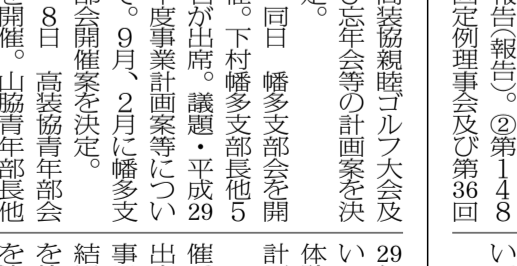 報告(報告)。②第148
回定例理事会及び第36回
い
高装協親睦ゴルフ大会及
び忘年会等の計画案を決
定。
同日 幡多支部会を開
催。下村幡多支部長他5
名が出席。議題・平成29
年度事業計画案等につい
て。9月、2月に幡多支
部会開催案を決定。
8日 高装協青年部会
を開催。山脇青年部長他
29
い
体
計
催
出
事
結
を
を